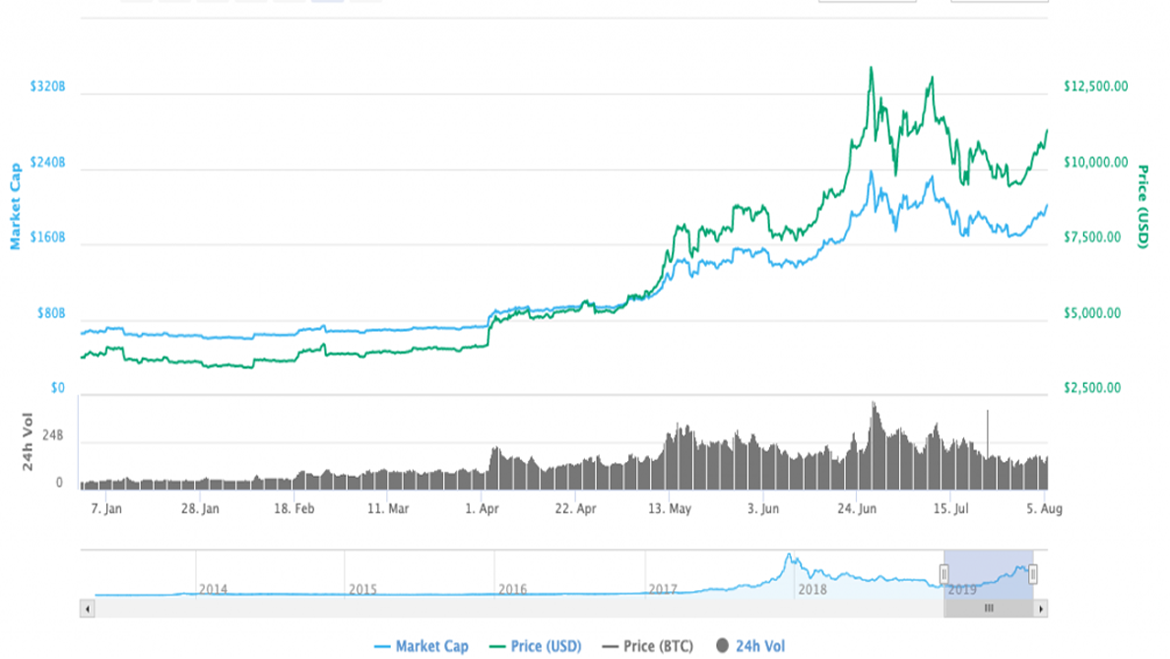 $320B
$12,500.00
$240B
$10,000.00
Market Cap
Price (USD)
$160B
$7,500.00
$80B
$5,000.00
$0
$2,500.00
24h Vol
24B
0
7. Jan 28. Jan 18. Feb 11. Mar 1. Apr 22. Apr 13. May 3. Jun 24. Jun 15. Jul 5. Aug
2014 2015 2016 2017 2018 2019
Market Cap Price (USD) Price (BTC) 24h Vol